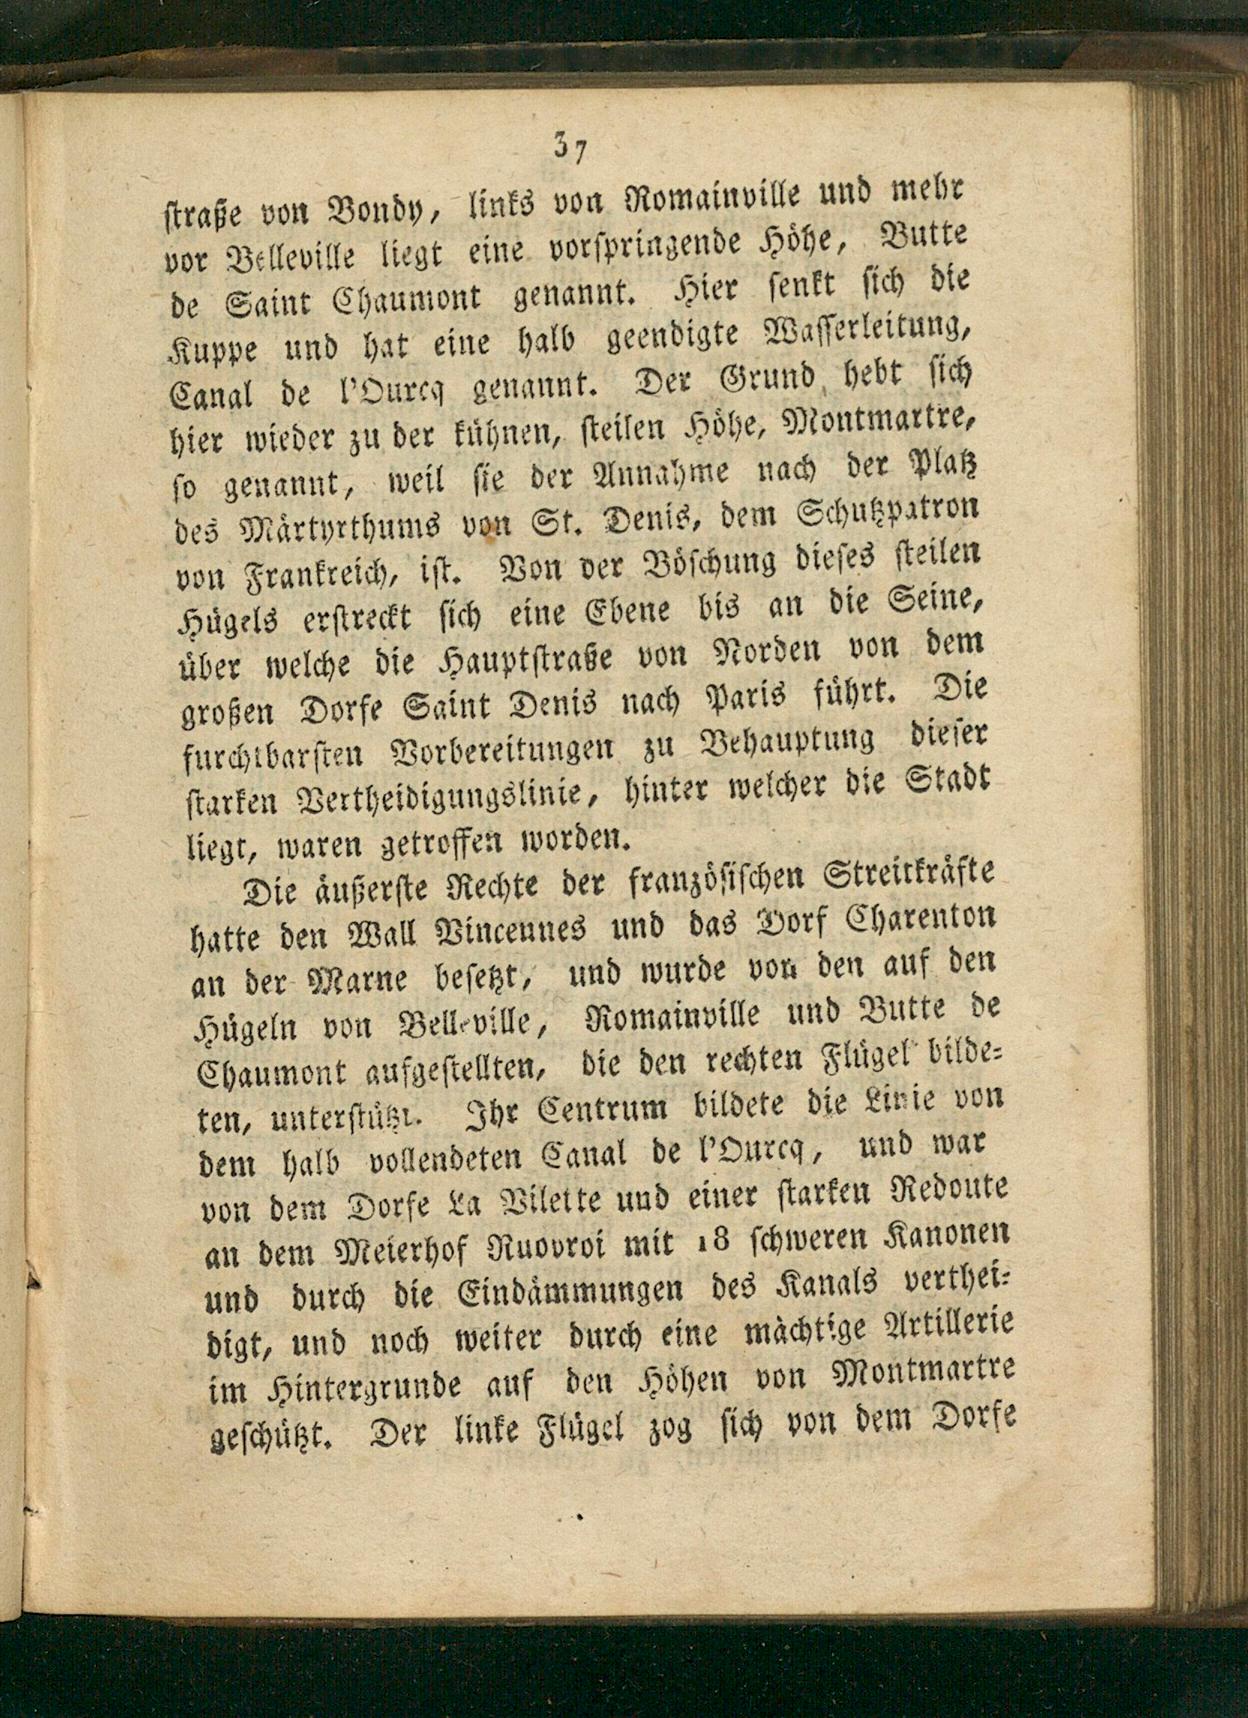 37
straße von Bondy, links von Romainville und mehr
vor Belleville liegt eine vorspringende Höhe, Butte
de Saint Chaumont genannt. Hier senkt sich die
Kuppe und hat eine halb geendigte Wasserleitung,
Canal de l'Ourcq genannt. Der Grund hebt sich
hier wieder zu der kühnen, steilen Höhe, Montmartre,
so genannt, weil sie der Annahme nach der Platz
des Märtyrthums von St. Denis, dem Schutzpatron
von Frankreich, ist. Von der Böschung dieses steilen
Hügels erstreckt sich eine Ebene bis an die Seine,
über welche die Hauptstraße von Norden von dem
großen Dorfe Saint Denis nach Paris führt. Die
furchtbarsten Vorbereitungen zu Behauptung dieser
starken Vertheidigungslinie, hinter welcher die Stadt
liegt, waren getroffen worden.
Die äußerste Rechte der französischen Streitkräfte
hatte den Wall Vincennes und das Dorf Charenton
an der Marne besetzt, und wurde von den auf den
Hügeln von Belleville, Romainville und Butte de
Chaumont aufgestellten, die den rechten Flügel bilde-
ten, unterstützt. Ihr Centrum bildete die Linie von
dem halb vollendeten Canal de l'Ourcq, und war
von dem Dorfe La Vilette und einer starken Redoute
an dem Meierhof Ruovroi mit 18 schweren Kanonen
und durch die Eindämmungen des Kanals verthei-
digt, und noch weiter durch eine mächtige Artillerie
im Hintergrunde auf den Höhen von Montmartre
geschützt. Der linke Flügel zog sich von dem Dorfe